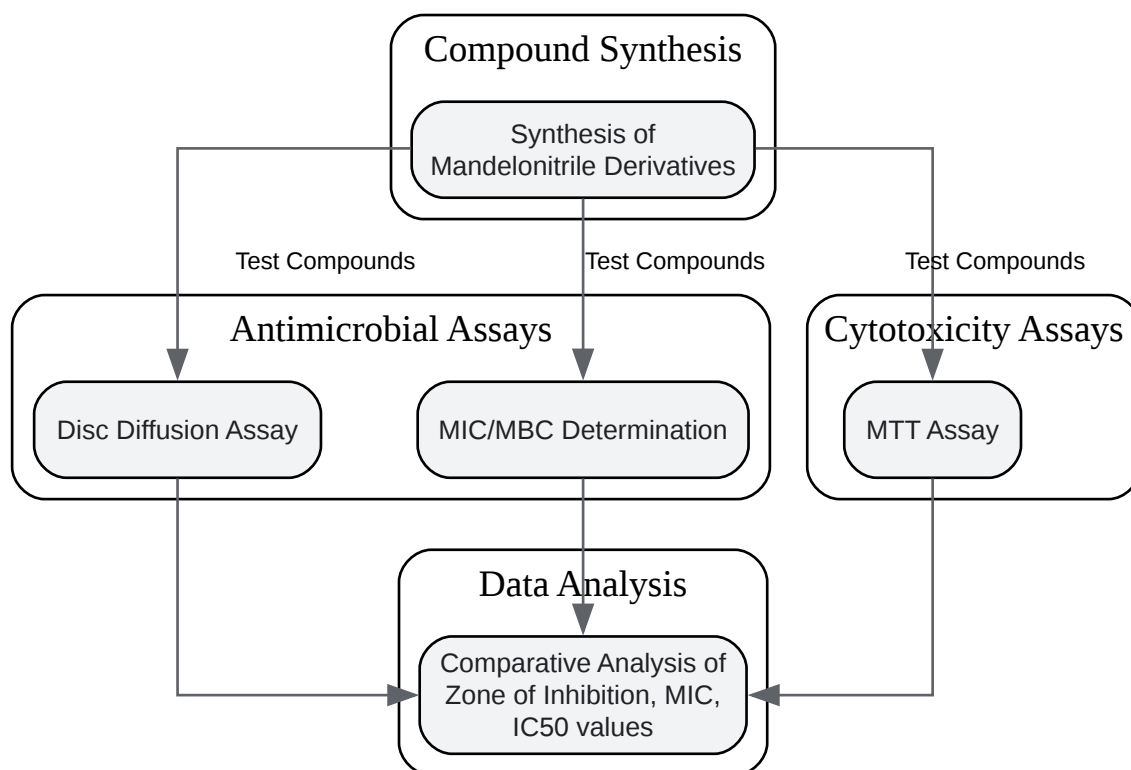 Compound Synthesis
Synthesis of
Mandelonitrile Derivatives
Test Compounds
Test Compounds
Test Compounds
Antimicrobial Assays
Cytotoxicity Assays
Disc Diffusion Assay
MIC/MBC Determination
MTT Assay
Data Analysis
Comparative Analysis of
Zone of Inhibition, MIC,
IC50 values